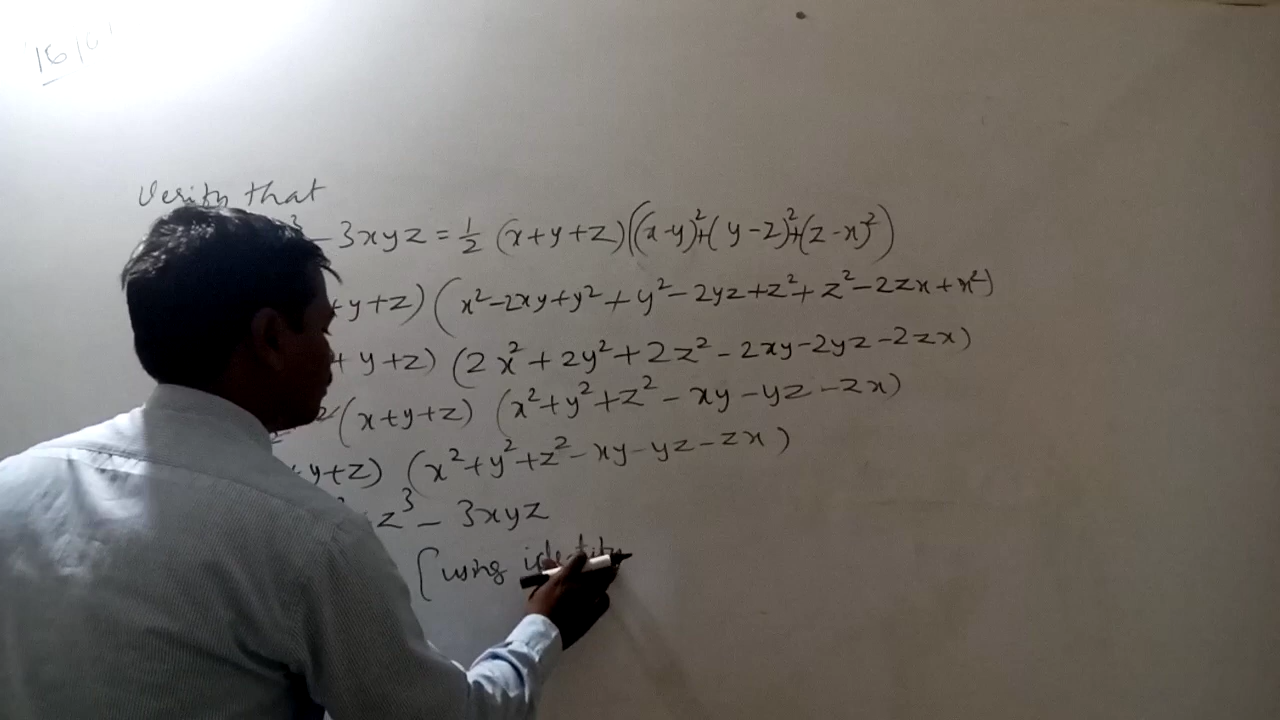 16
Verify that
³ - 3xyz = 1/2 (x+y+z)((x-y)²+(y-z)²+(z-x)²)
+y+z) (x²-2xy+y²+y²-2yz+z²+z²-2zx+x²)
+y+z) (2x²+2y²+2z²-2xy-2yz-2zx)
(x+y+z) (x²+y²+z²-xy-yz-zx)
+y+z) (x²+y²+z²-xy-yz-zx)
z³ - 3xyz
[using